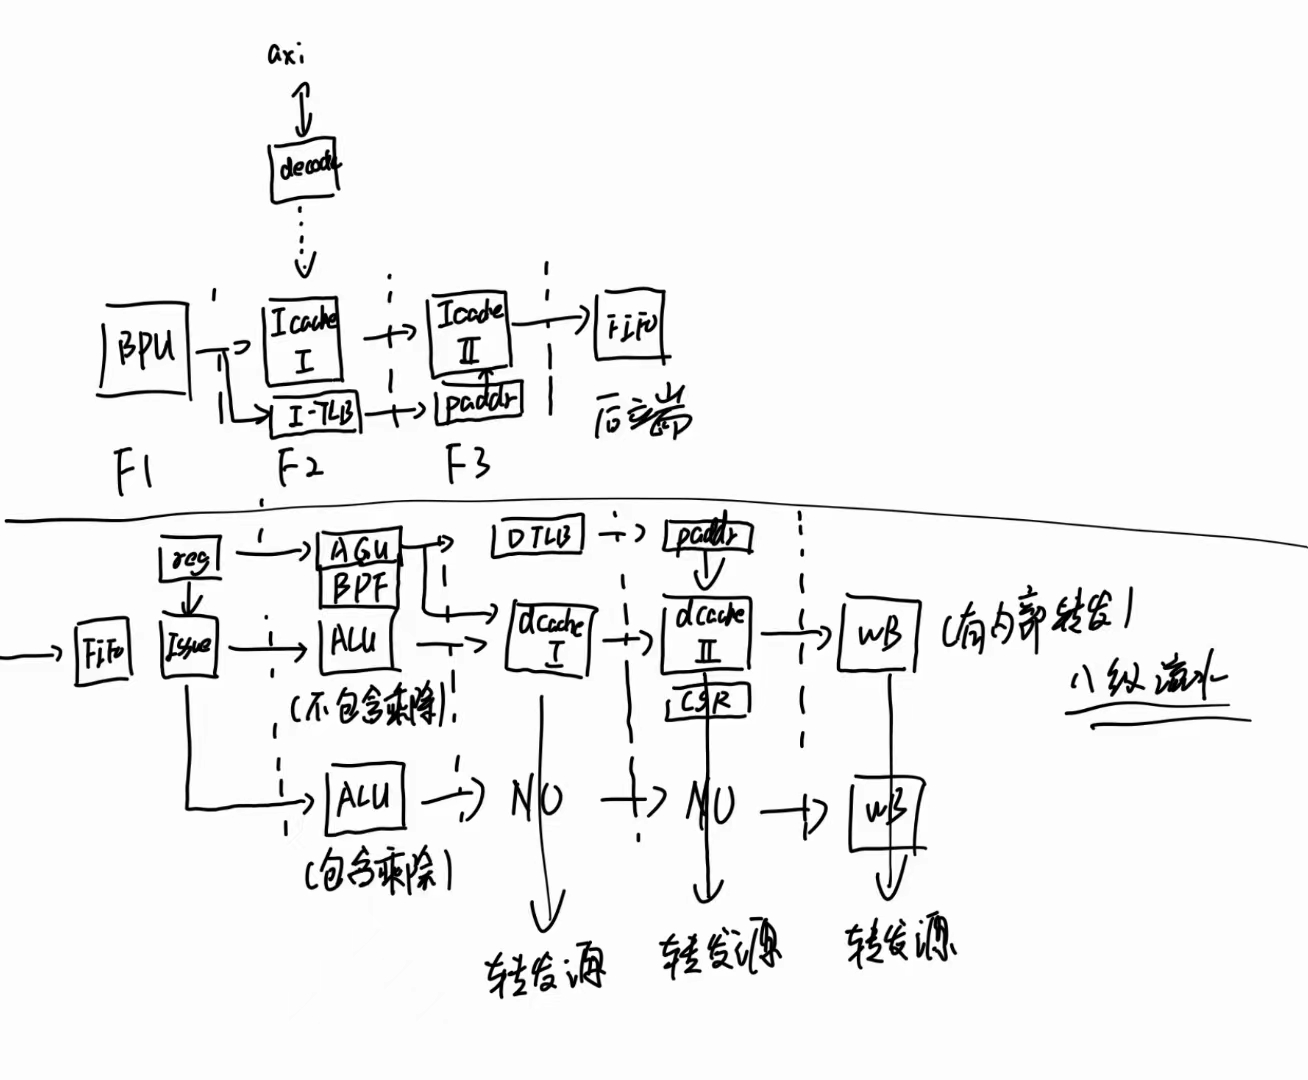 axi
decode
BPU
Icache
I
Icache
II
FIFO
I-TLB
paddr
后端
F1
F2
F3
reg
AGU
BPF
DTLB
paddr
FiFo
Issue
ALU
dcache
I
dcache
II
WB
(有内部转发)
CSR
八级流水
(不包含乘除)
ALU
NO
NO
WB
(包含乘除)
转发源
转发源
转发源